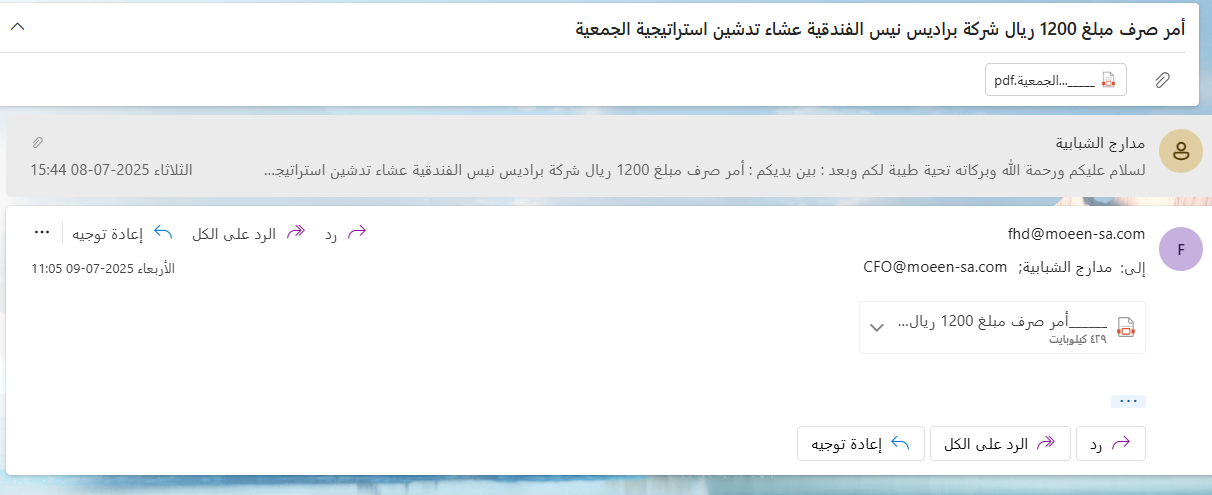 أمر صرف مبلغ 1200 ريال شركة براديس نيس الفندقية عشاء تدشين استراتيجية الجمعية
_____...الجمعية.pdf
مدارج الشبابية
لسلام عليكم ورحمة الله وبركاته تحية طيبة لكم وبعد : بين يديكم : أمر صرف مبلغ 1200 ريال شركة براديس نيس الفندقية عشاء تدشين استراتيجـ...
الثلاثاء 2025-07-08 15:44
fhd@moeen-sa.com
رد
الرد على الكل
إعادة توجيه
إلى: مدارج الشبابية; CFO@moeen-sa.com
الأربعاء 2025-07-09 11:05
______أمر صرف مبلغ 1200 ريال...
٤٢٩ كيلوبايت
رد
الرد على الكل
إعادة توجيه
F